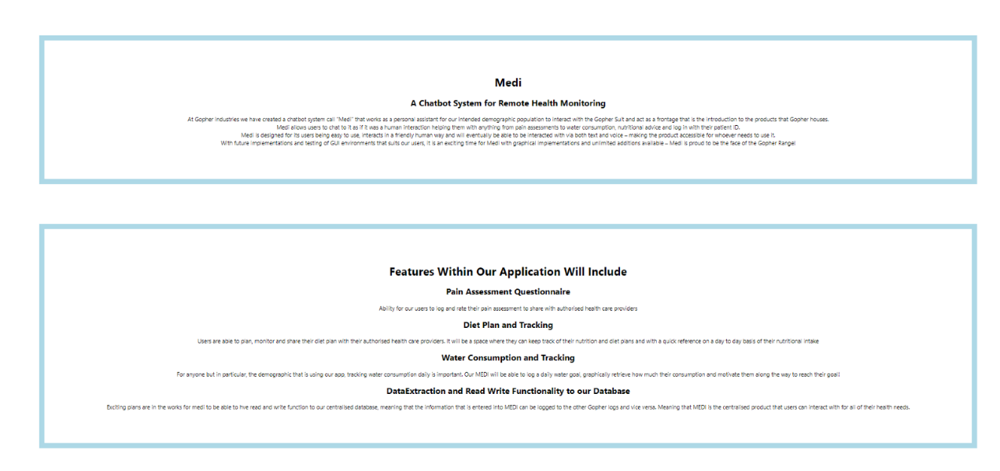 Medi
A Chatbot System for Remote Health Monitoring
At Gopher Industries we have created a chatbot system call "Medi" that works as a personal assistant for our intended demographic population to interact with the Gopher Suit and act as a frontage that is the introduction to the products that Gopher houses.
Medi allows users to chat to it as if it was a human interaction helping them with anything from pain assessments to water consumption, nutritional advice and log in with their patient ID.
Medi is designed for its users being easy to use, interacts in a friendly human way and will eventually be able to be interacted with via both text and voice – making the product accessible for whoever needs to use it.
With future implementations and testing of GUI environments that suits our users, it is an exciting time for Medi with graphical implementations and unlimited additions available – Medi is proud to be the face of the Gopher Range!
Features Within Our Application Will Include
Pain Assessment Questionnaire
Ability for our users to log and rate their pain assessment to share with authorised health care providers
Diet Plan and Tracking
Users are able to plan, monitor and share their diet plan with their authorised health care providers. It will be a space where they can keep track of their nutrition and diet plans and with a quick reference on a day to day basis of their nutritional intake
Water Consumption and Tracking
For anyone but in particular, the demographic that is using our app, tracking water consumption daily is important. Our MEDI will be able to log a daily water goal, graphically retrieve how much their consumption and motivate them along the way to reach their goal!
DataExtraction and Read Write Functionality to our Database
Exciting plans are in the works for medi to be able to hve read and write function to our centralised database, meaning that the information that is entered into MEDI can be logged to the other Gopher logs and vice versa. Meaning that MEDI is the centralised product that users can interact with for all of their health needs.